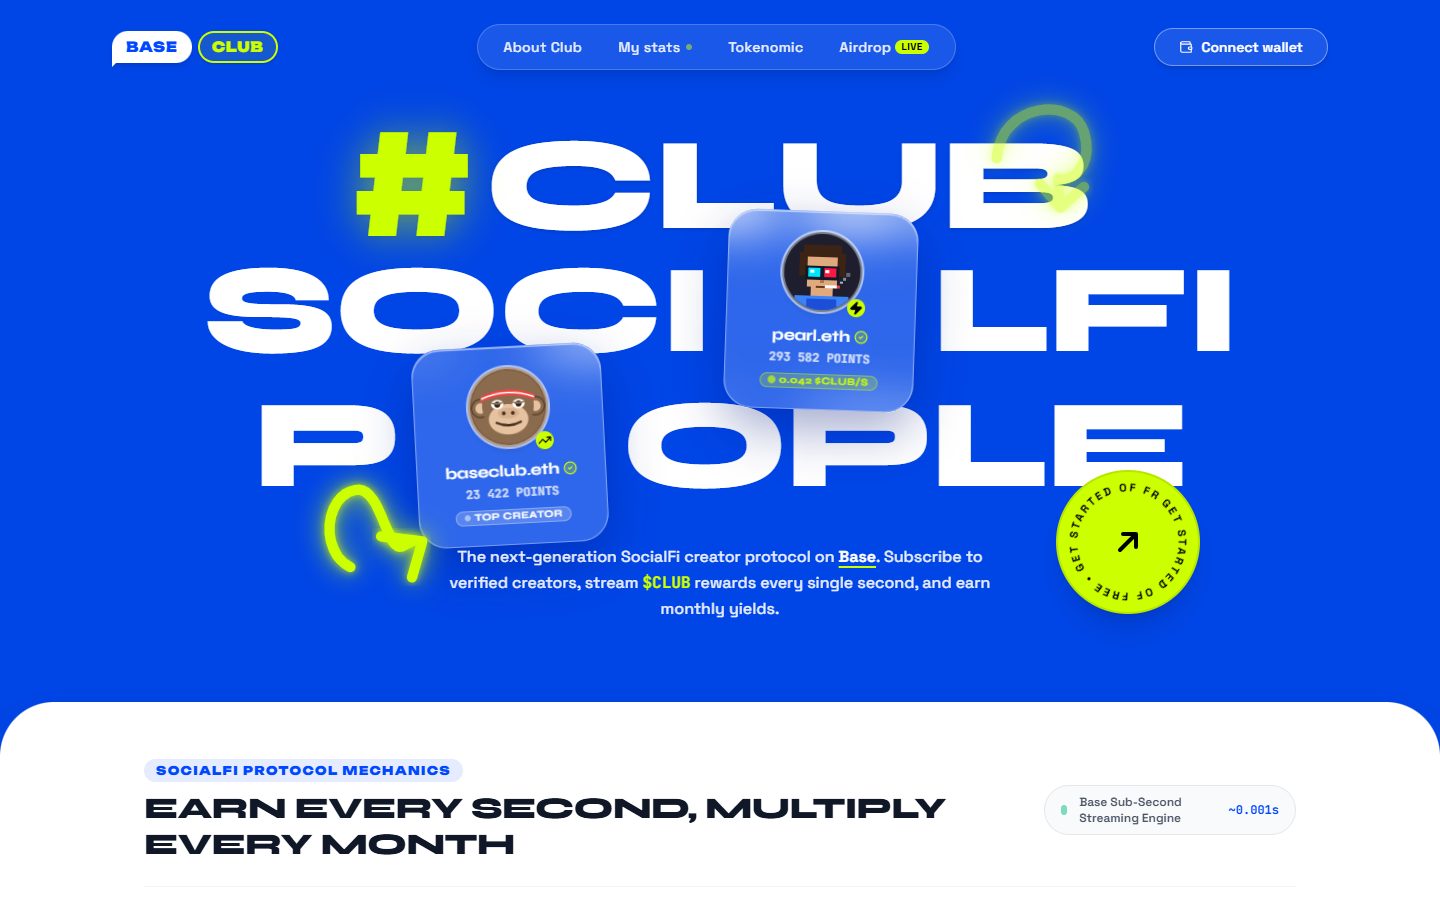 BASE CLUB
About Club
My stats
Tokenomic
Airdrop LIVE
Connect wallet
#CLUB
SOCI LFI
P OPLE
pearl.eth
293 582 POINTS
0.042 $CLUB/S
baseclub.eth
23 422 POINTS
TOP CREATOR
The next-generation SocialFi creator protocol on Base. Subscribe to
verified creators, stream $CLUB rewards every single second, and earn
monthly yields.
GET STARTED OF FREE • GET STARTED OF FR
SOCIALFI PROTOCOL MECHANICS
EARN EVERY SECOND, MULTIPLY
EVERY MONTH
Base Sub-Second
Streaming Engine
~0.001s